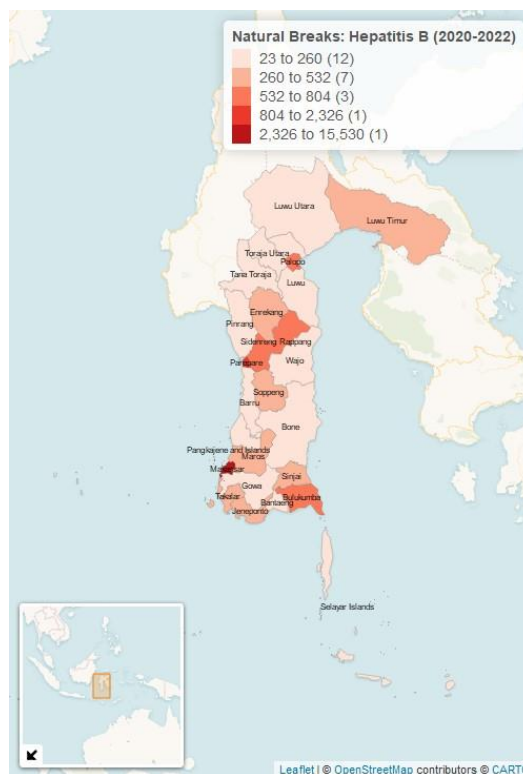 Natural Breaks: Hepatitis B (2020-2022)
23 to 260 (12)
260 to 532 (7)
532 to 804 (3)
804 to 2,326 (1)
2,326 to 15,530 (1)
Luwu Utara
Luwu Timur
Toraja Utara
Palopo
Tana Toraja
Luwu
Enrekang
Pinrang
Sidenreng Rappang
Wajo
Parepare
Soppeng
Barru
Bone
Pangkajene and Islands
Maros
Makassar
Sinjai
Gowa
Takalar
Bantaeng
Bulukumba
Jeneponto
Selayar Islands
Leaflet | © OpenStreetMap contributors © CARTO